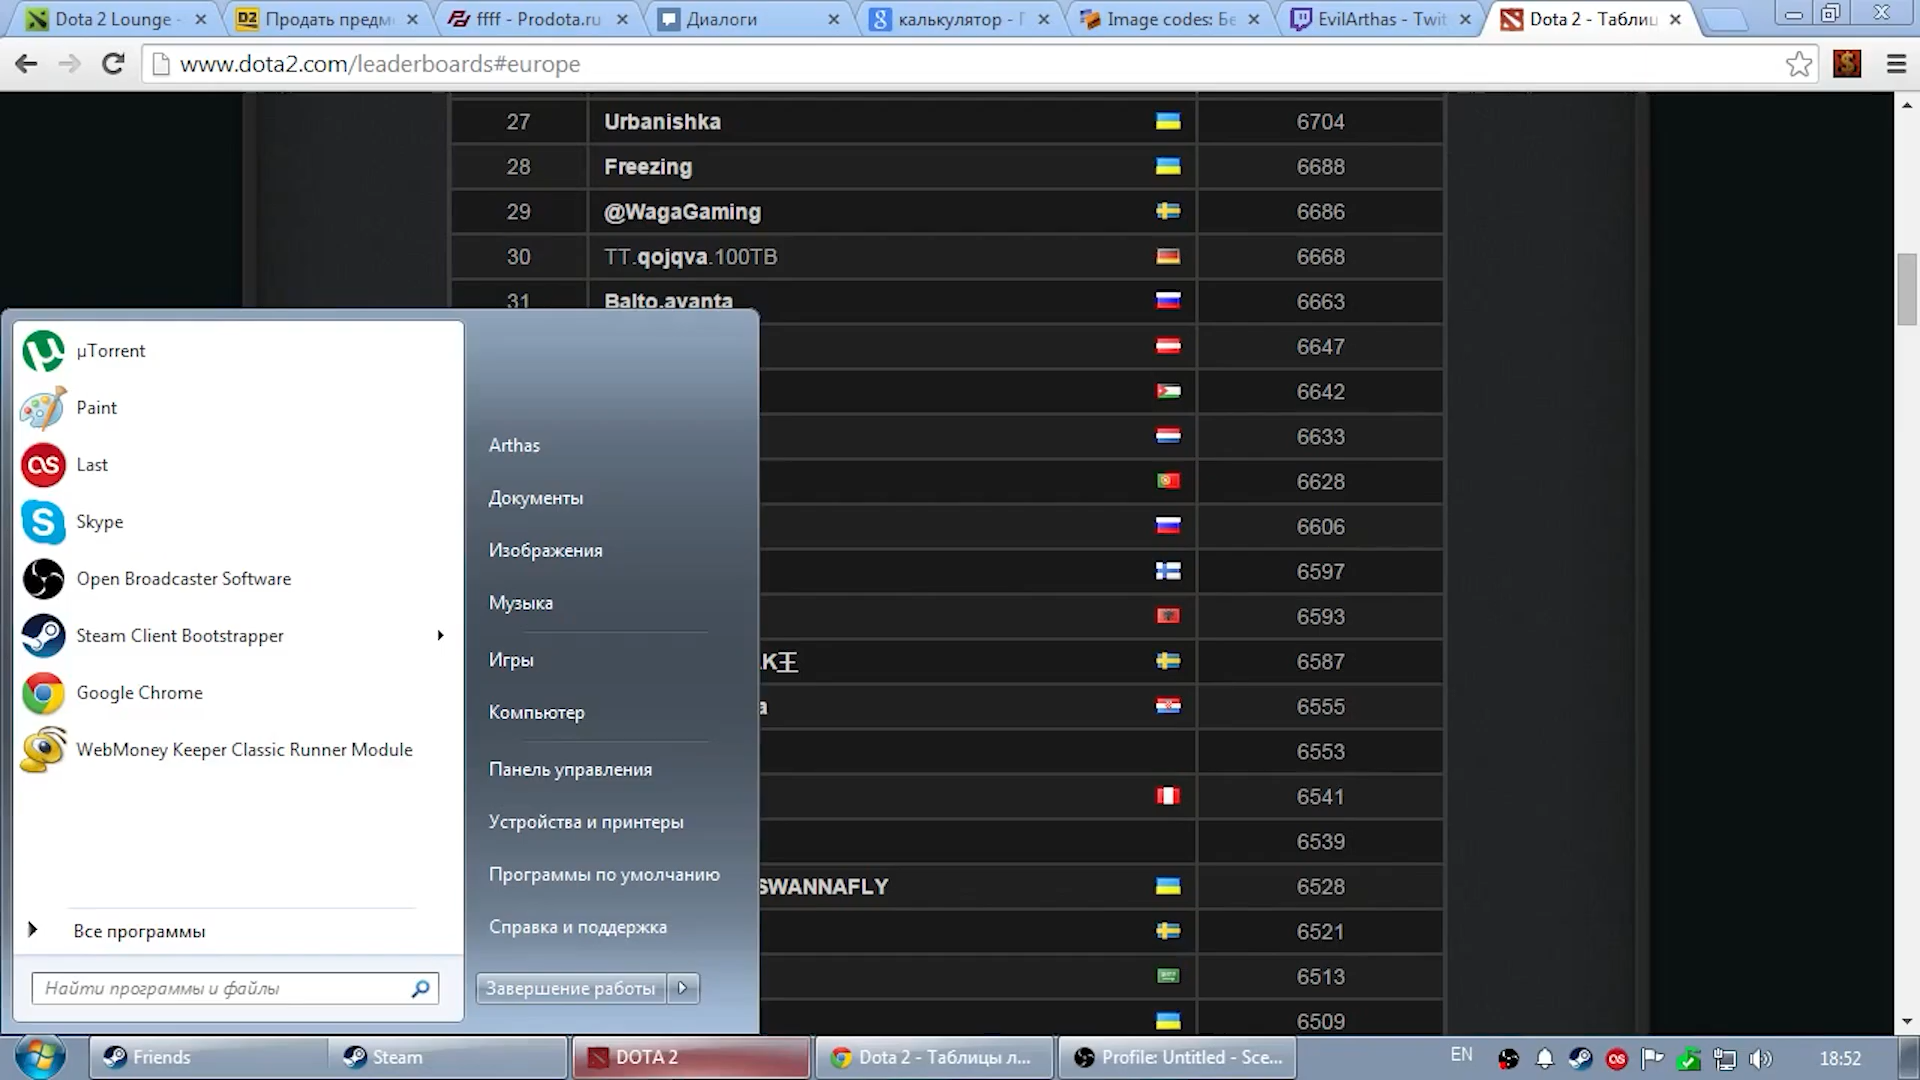 Dota 2 Lounge -
Продать предм
ffff - Prodota.ru
Диалоги
калькулятор - 
Image codes: Бе
EvilArthas - Twit
Dota 2 - Таблиц
www.dota2.com/leaderboards#europe
27 Urbanishka 6704
28 Freezing 6688
29 @WagaGaming 6686
30 TT.qojqva.100TB 6668
31 Balto.avanta 6663
6647
6642
6633
6628
6606
6597
6593
K王 6587
a 6555
6553
6541
6539
SWANNAFLY 6528
6521
6513
6509
µTorrent
Paint
Last
Skype
Open Broadcaster Software
Steam Client Bootstrapper
Google Chrome
WebMoney Keeper Classic Runner Module
Все программы
Найти программы и файлы
Arthas
Документы
Изображения
Музыка
Игры
Компьютер
Панель управления
Устройства и принтеры
Программы по умолчанию
Справка и поддержка
Завершение работы
Friends
Steam
DOTA 2
Dota 2 - Таблицы л...
Profile: Untitled - Sce...
EN
18:52